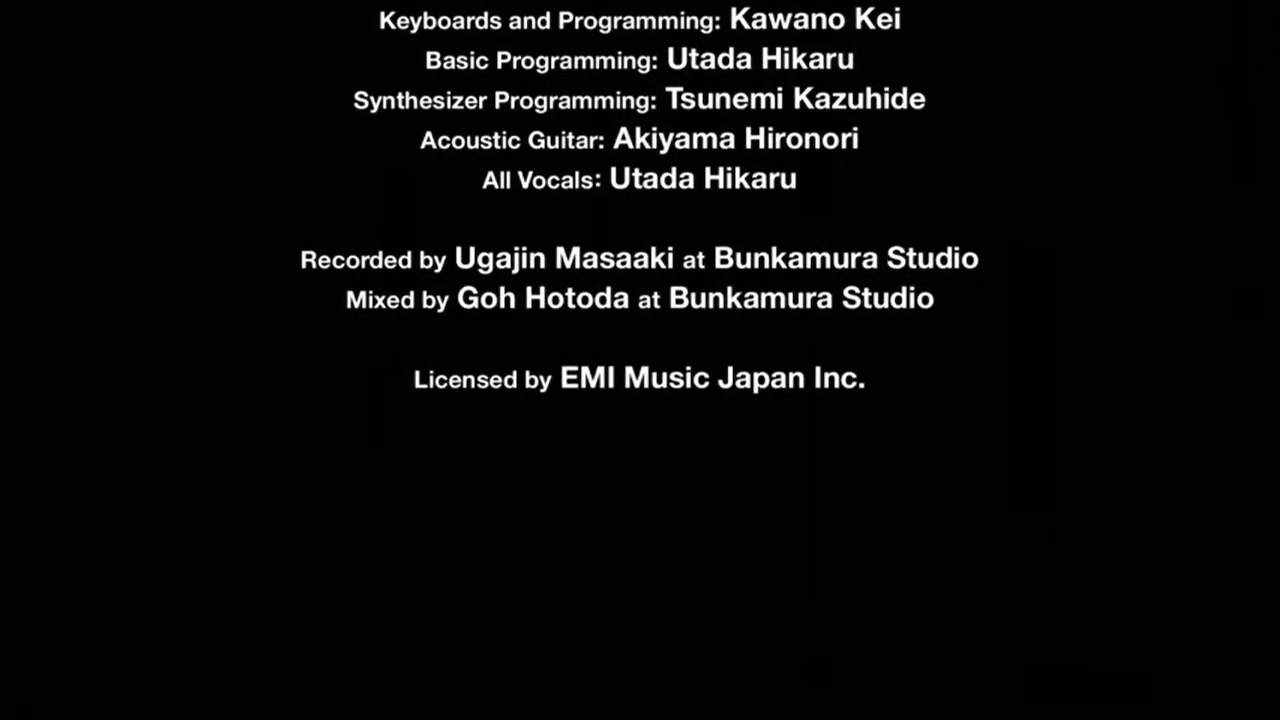 Keyboards and Programming: Kawano Kei
Basic Programming: Utada Hikaru
Synthesizer Programming: Tsunemi Kazuhide
Acoustic Guitar: Akiyama Hironori
All Vocals: Utada Hikaru
Recorded by Ugajin Masaaki at Bunkamura Studio
Mixed by Goh Hotoda at Bunkamura Studio
Licensed by EMI Music Japan Inc.